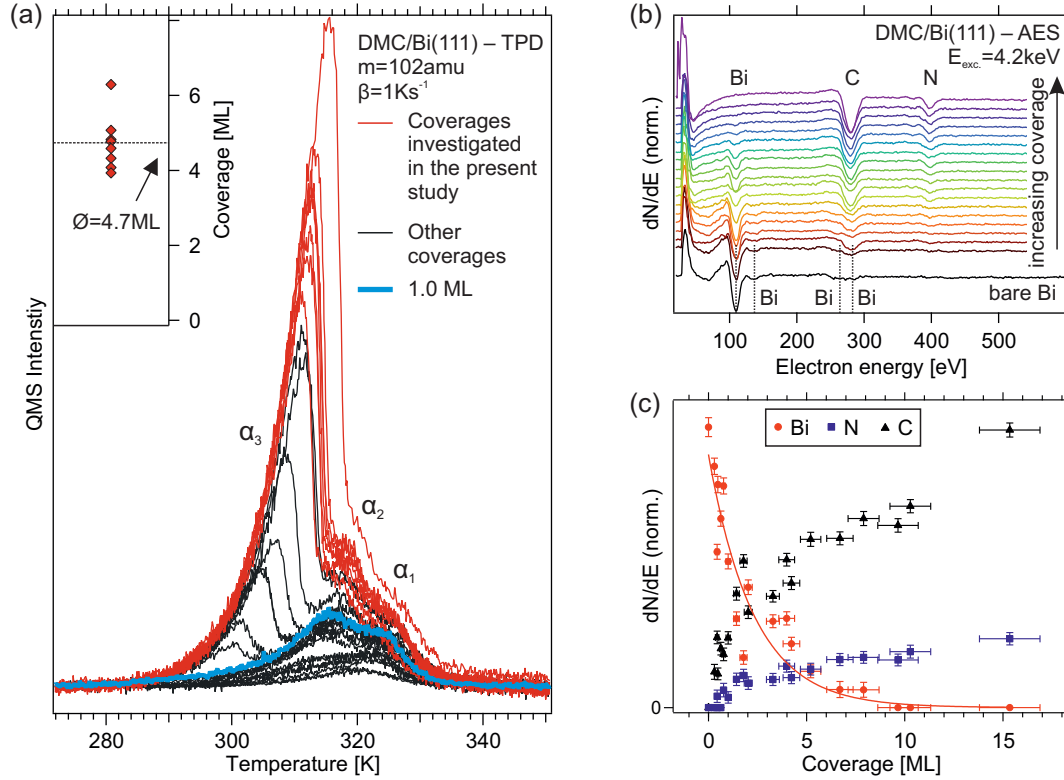 (a)
DMC/Bi(111) – TPD
m=102amu
β=1Ks⁻¹
Coverages
investigated
in the present
study
Other
coverages
1.0 ML
6
4
2
0
Coverage [ML]
Ø=4.7ML
α₃
α₂
α₁
QMS Intenstiy
280
300
320
340
Temperature [K]
(b)
DMC/Bi(111) – AES
E exc.=4.2keV
Bi
C
N
dN/dE (norm.)
increasing coverage
bare Bi
Bi
Bi
Bi
100
200
300
400
500
Electron energy [eV]
(c)
Bi
N
C
dN/dE (norm.)
0
0
5
10
15
Coverage [ML]